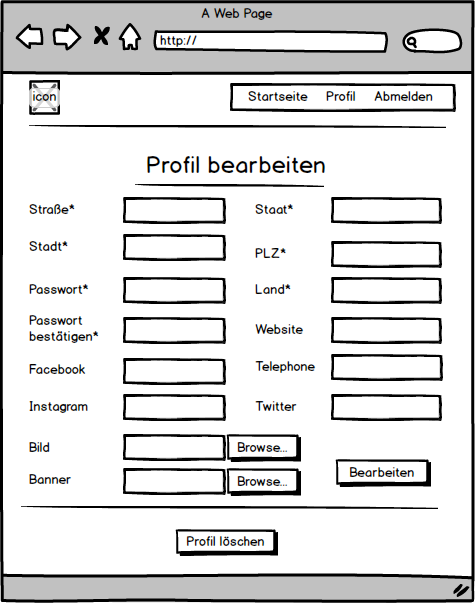 A Web Page
http://
icon
Startseite Profil Abmelden
Profil bearbeiten
Straße* Staat*
Stadt* PLZ*
Passwort* Land*
Passwort
bestätigen* Website
Facebook Telephone
Instagram Twitter
Bild Browse...
Banner Browse... Bearbeiten
Profil löschen